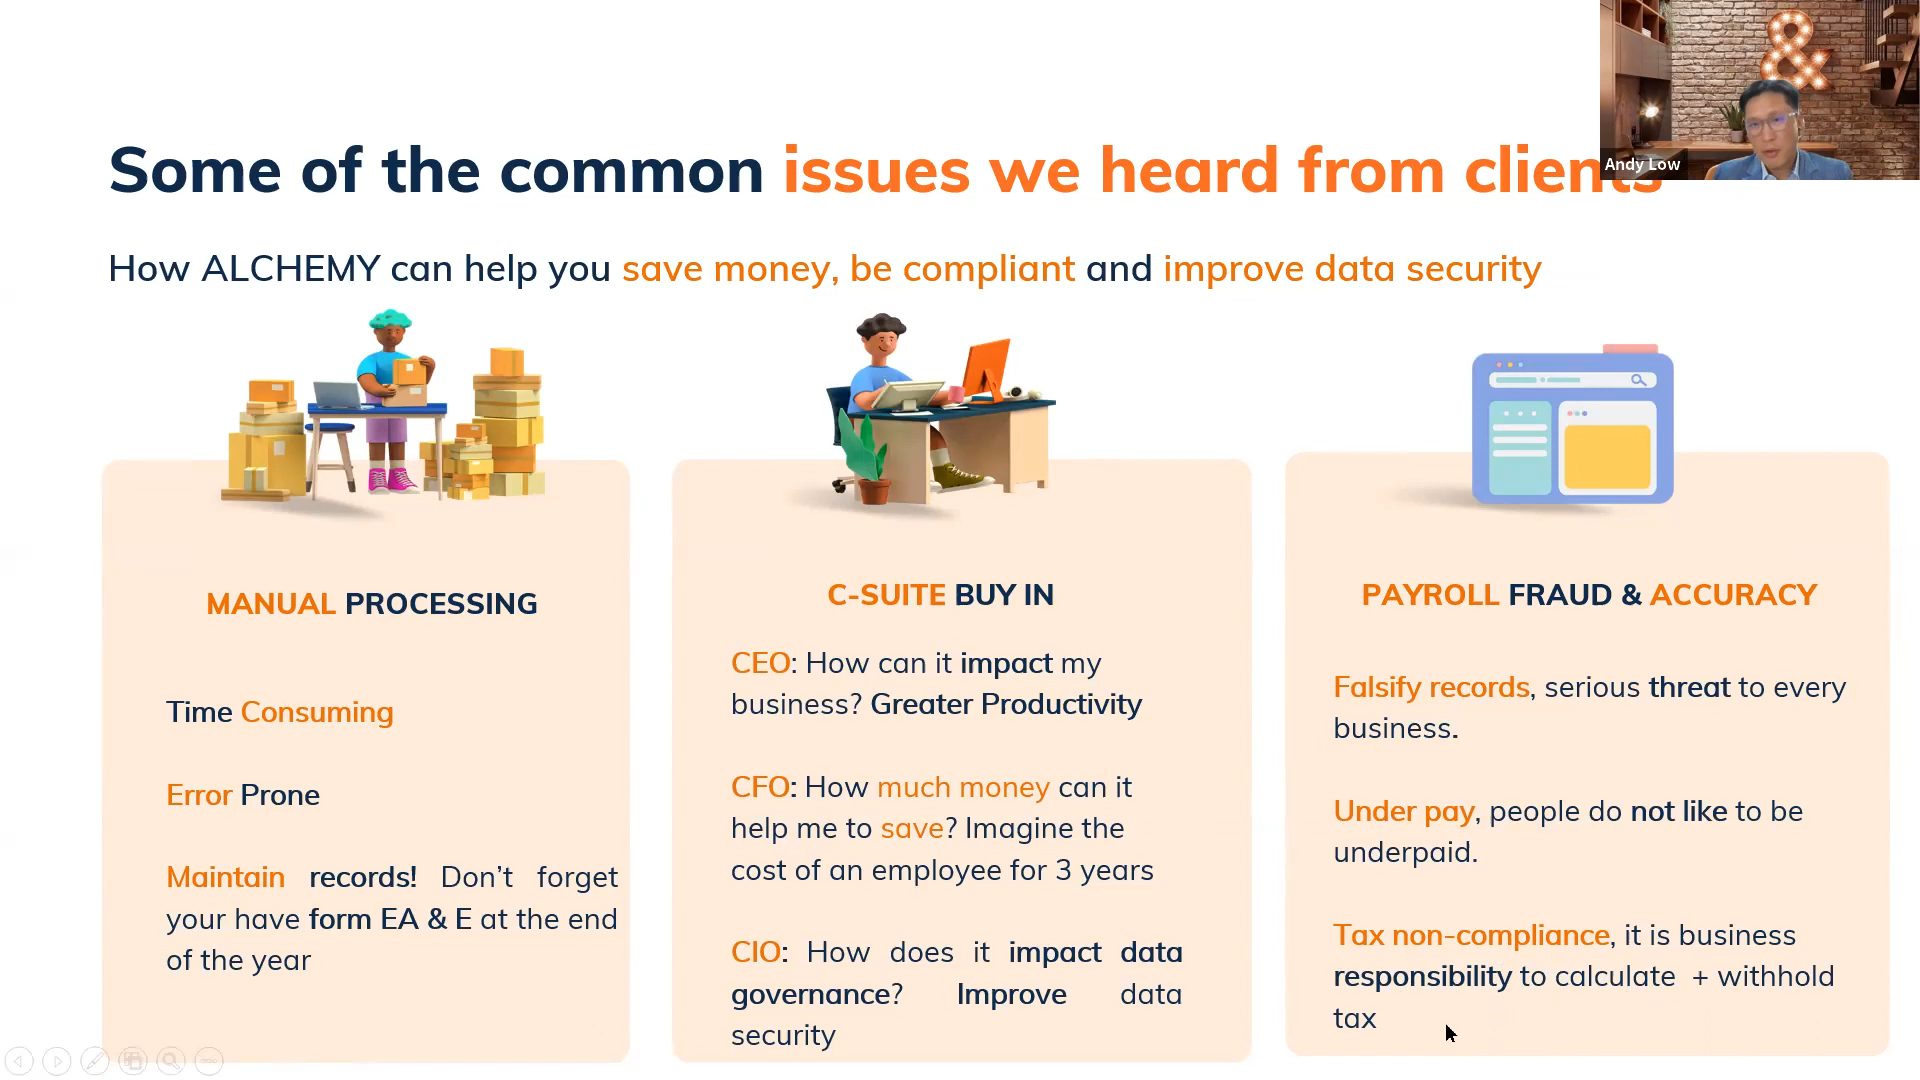 Some of the common issues we heard from clients
Andy Low
How ALCHEMY can help you save money, be compliant and improve data security
MANUAL PROCESSING
Time Consuming
Error Prone
Maintain records! Don’t forget
your have form EA & E at the end
of the year
C-SUITE BUY IN
CEO: How can it impact my
business? Greater Productivity
CFO: How much money can it
help me to save? Imagine the
cost of an employee for 3 years
CIO: How does it impact data
governance? Improve data
security
PAYROLL FRAUD & ACCURACY
Falsify records, serious threat to every
business.
Under pay, people do not like to be
underpaid.
Tax non-compliance, it is business
responsibility to calculate + withhold
tax
&